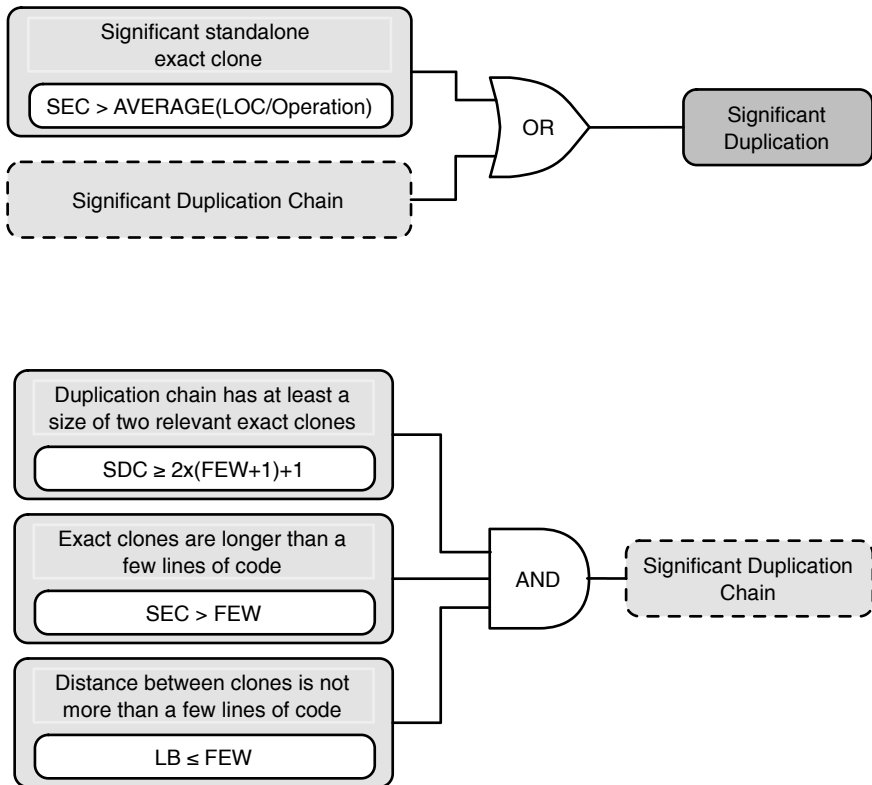 Significant standalone
exact clone
SEC > AVERAGE(LOC/Operation)
Significant Duplication Chain
OR
Significant
Duplication
Duplication chain has at least a
size of two relevant exact clones
SDC ≥ 2x(FEW+1)+1
Exact clones are longer than a
few lines of code
SEC > FEW
Distance between clones is not
more than a few lines of code
LB ≤ FEW
AND
Significant Duplication
Chain